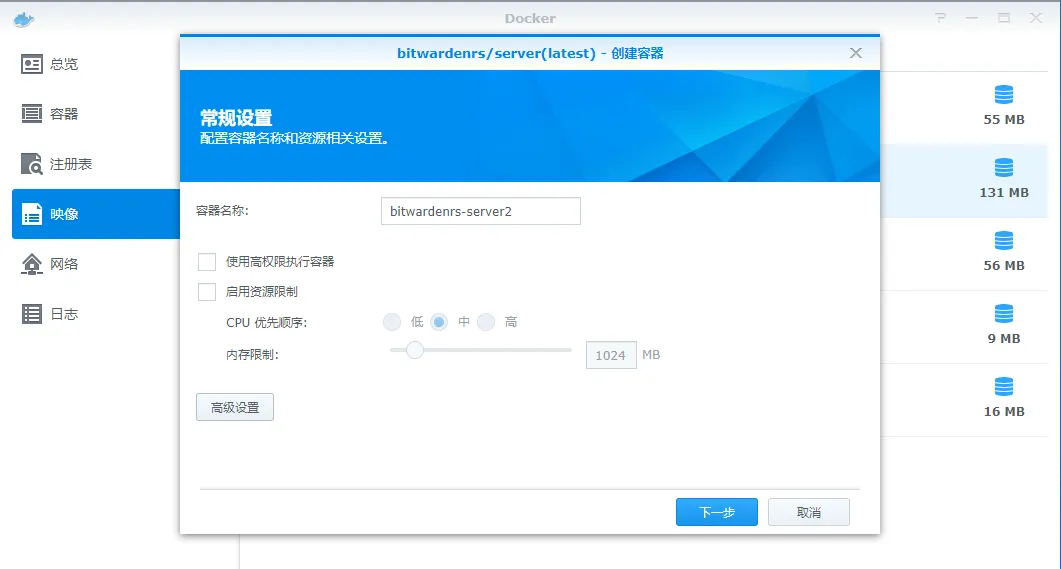 Docker
总览
容器
注册表
映像
网络
日志
bitwardenrs/server(latest) - 创建容器
常规设置
配置容器名称和资源相关设置。
容器名称:
bitwardenrs-server2
使用高权限执行容器
启用资源限制
CPU 优先顺序:
低 中 高
内存限制:
1024 MB
高级设置
下一步 取消
55 MB
131 MB
56 MB
9 MB
16 MB